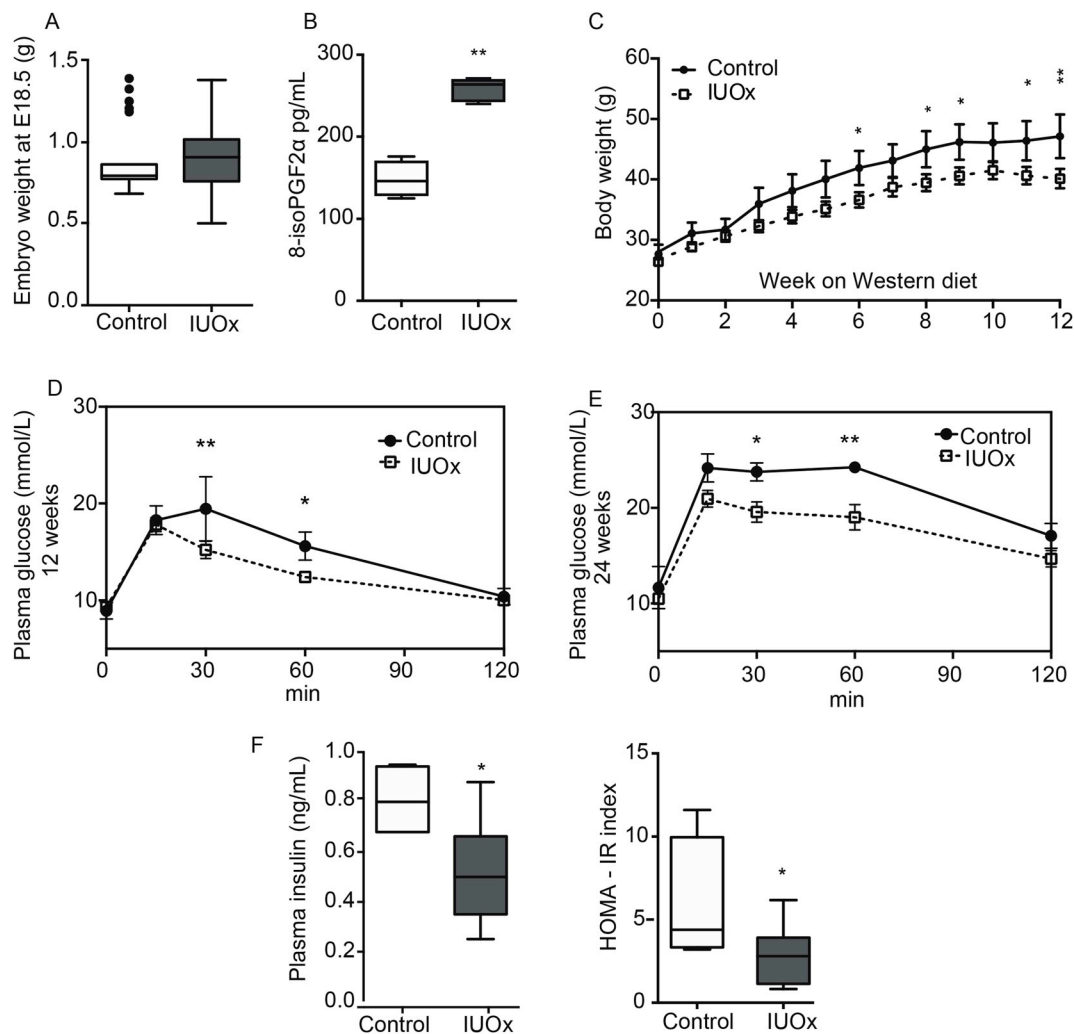 A
Embryo weight at E18.5 (g)
1.5
1.0
0.5
0.0
Control
IUOx
B
8-isoPGF2α pg/mL
300
200
100
0
**
Control
IUOx
C
Body weight (g)
60
50
40
30
20
Control
IUOx
*
*
*
*
**
Week on Western diet
0 2 4 6 8 10 12
D
Plasma glucose (mmol/L)
12 weeks
30
20
10
**
*
Control
IUOx
0 30 60 90 120
min
E
Plasma glucose (mmol/L)
24 weeks
30
20
10
*
**
Control
IUOx
0 30 60 90 120
min
F
Plasma insulin (ng/mL)
1.0
0.8
0.6
0.4
0.2
0.0
*
Control
IUOx
HOMA - IR index
15
10
5
0
*
Control
IUOx